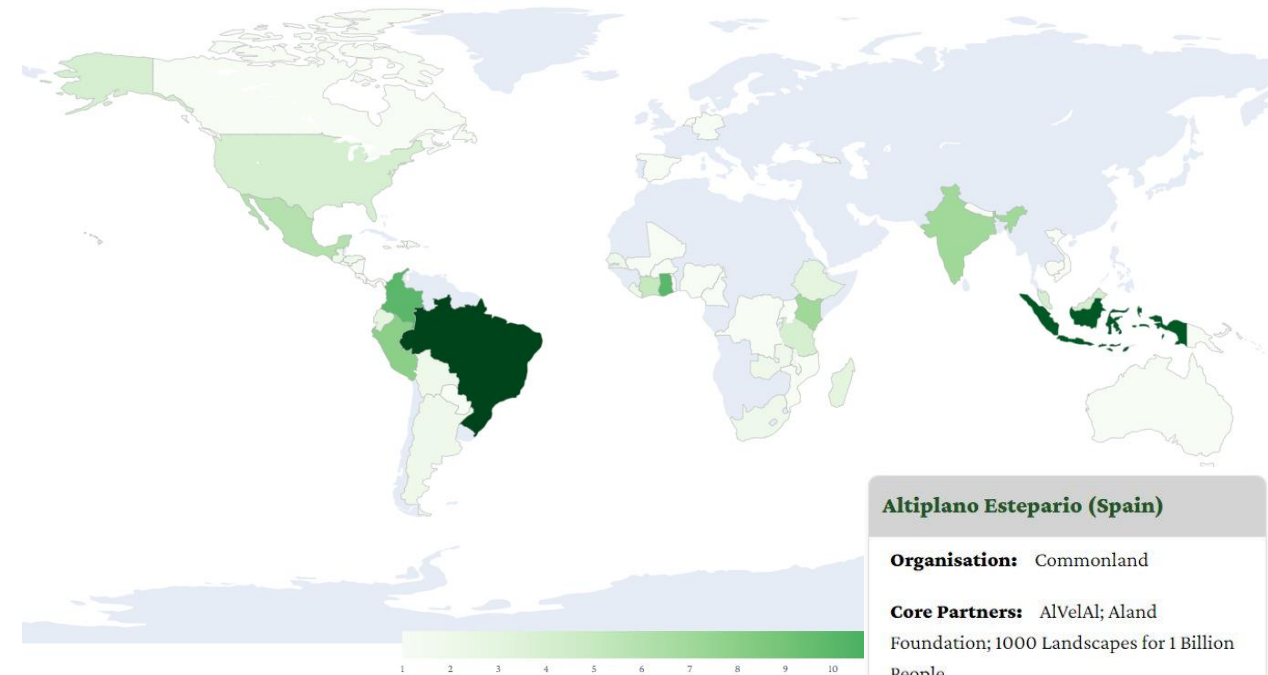 Altiplano Estepario (Spain)
Organisation: Commonland
Core Partners: AlVelAl; Aland
Foundation; 1000 Landscapes for 1 Billion
People
1 2 3 4 5 6 7 8 9 10